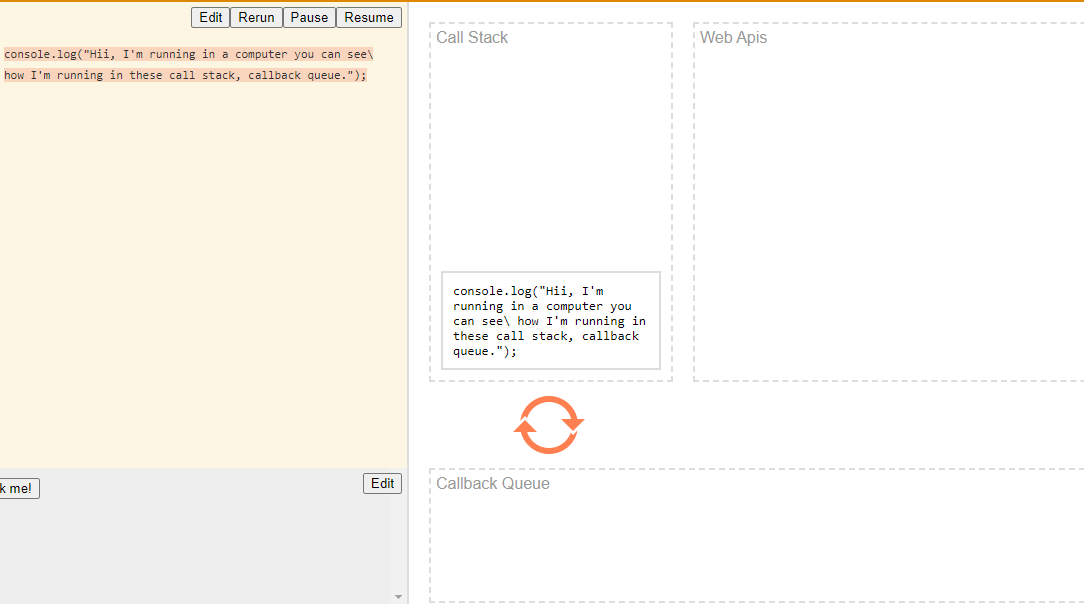 Edit Rerun Pause Resume
console.log("Hii, I'm running in a computer you can see\
how I'm running in these call stack, callback queue.");
Call Stack
Web Apis
console.log("Hii, I'm
running in a computer you
can see\ how I'm running in
these call stack, callback
queue.");
k me!
Edit
Callback Queue